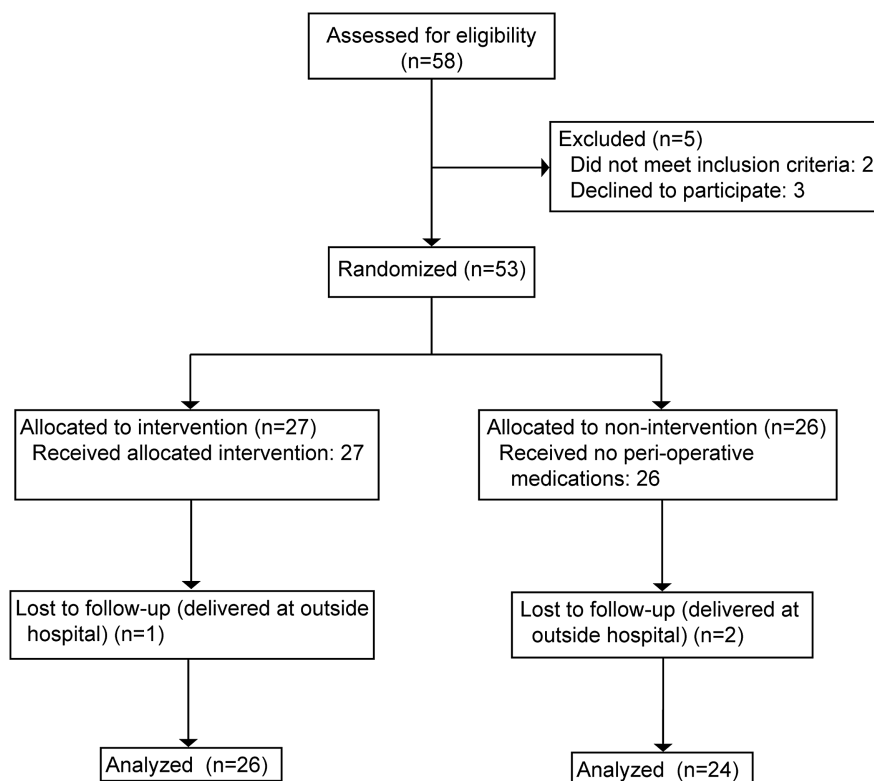 Assessed for eligibility
(n=58)
Excluded (n=5)
Did not meet inclusion criteria: 2
Declined to participate: 3
Randomized (n=53)
Allocated to intervention (n=27)
Received allocated intervention: 27
Allocated to non-intervention (n=26)
Received no peri-operative
medications: 26
Lost to follow-up (delivered at outside
hospital) (n=1)
Lost to follow-up (delivered at
outside hospital) (n=2)
Analyzed (n=26)
Analyzed (n=24)